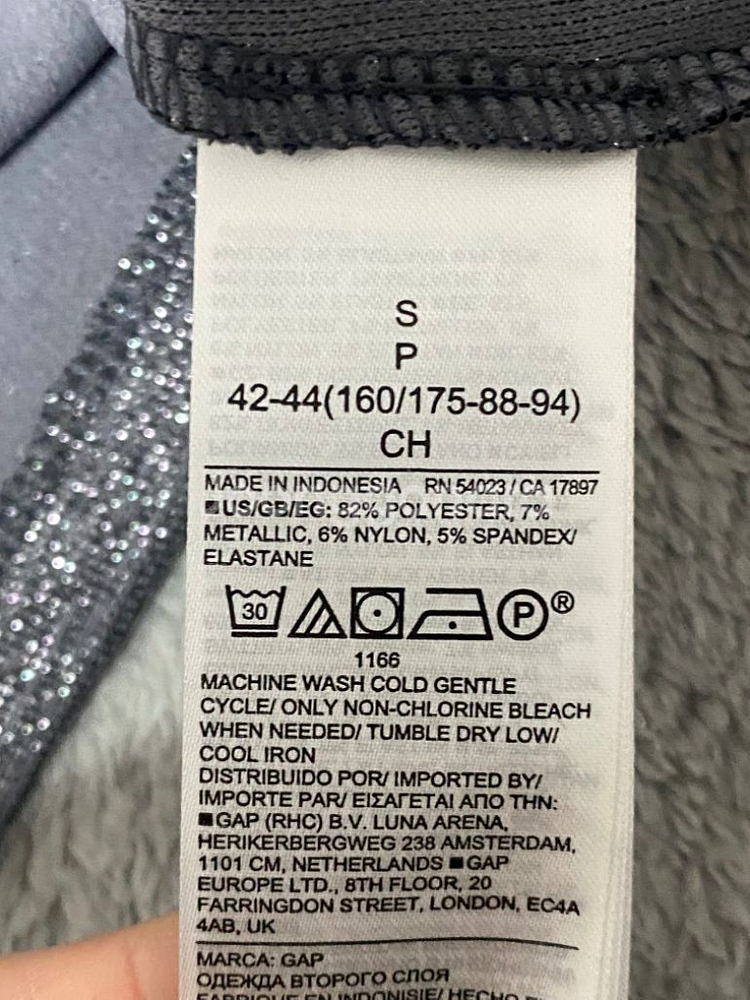 S
P
42-44(160/175-88-94)
CH
MADE IN INDONESIA RN 54023 / CA 17897
US/GB/EG: 82% POLYESTER, 7%
METALLIC, 6% NYLON, 5% SPANDEX/
ELASTANE
30 P ®
1166
MACHINE WASH COLD GENTLE
CYCLE/ ONLY NON-CHLORINE BLEACH
WHEN NEEDED/ TUMBLE DRY LOW/
COOL IRON
DISTRIBUIDO POR/ IMPORTED BY/
IMPORTE PAR/ ΕΙΣΑΓΕΤΑΙ ΑΠΟ ΤΗΝ:
■GAP (RHC) B.V. LUNA ARENA,
HERIKERBERGWEG 238 AMSTERDAM,
1101 CM, NETHERLANDS ■GAP
EUROPE LTD., 8TH FLOOR, 20
FARRINGDON STREET, LONDON, EC4A
4AB, UK
MARCA: GAP
ОДЕЖДА ВТОРОГО СЛОЯ
FABRIQUE EN INDONISIE/ HECHO